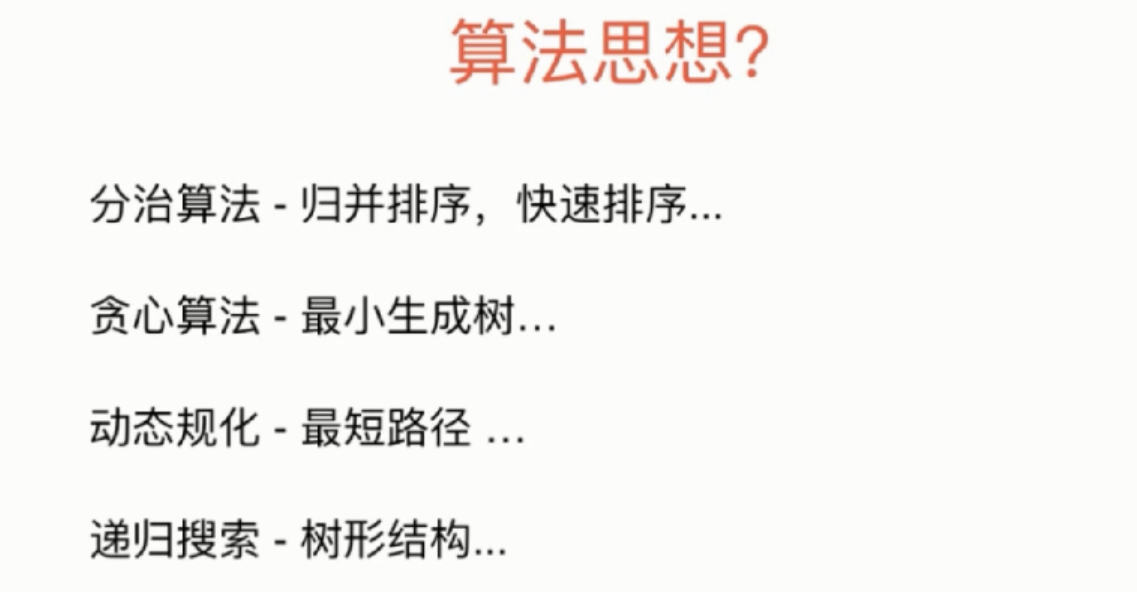 算法思想?
分治算法 - 归并排序，快速排序...
贪心算法 - 最小生成树...
动态规化 - 最短路径 ...
递归搜索 - 树形结构...